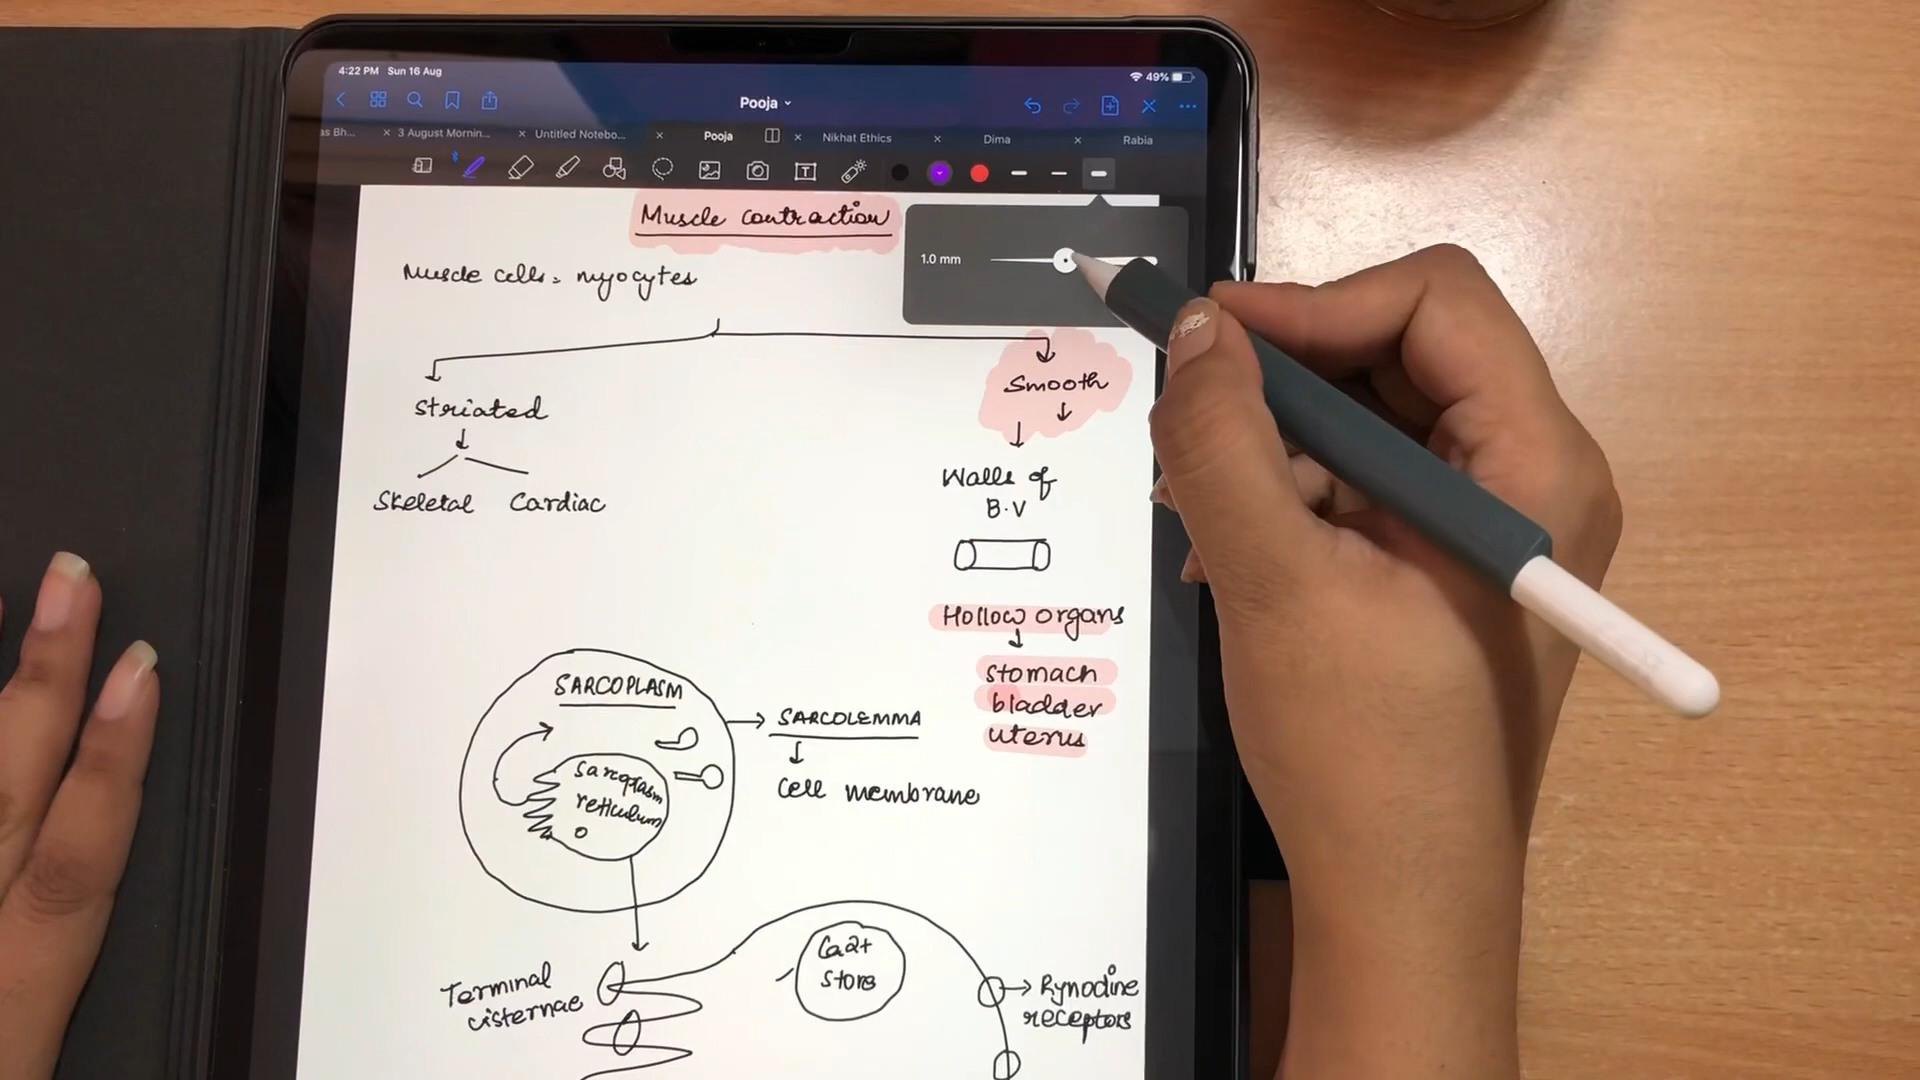 4:22 PM Sun 16 Aug
49%
Pooja
as Bh...
3 August Mornin...
Untitled Notebo...
Pooja
Nikhat Ethics
Dima
Rabia
T
Muscle contraction
1.0 mm
Muscle cells = myocytes
Striated
Smooth
Skeletal Cardiac
Walls of
B.V
Hollow organs
stomach
bladder
uterus
SARCOPLASM
SARCOLEMMA
Cell membrane
Sarcoplasm
reticulum
Terminal
cisternae
Ca2+
Store
Rynodine
receptors